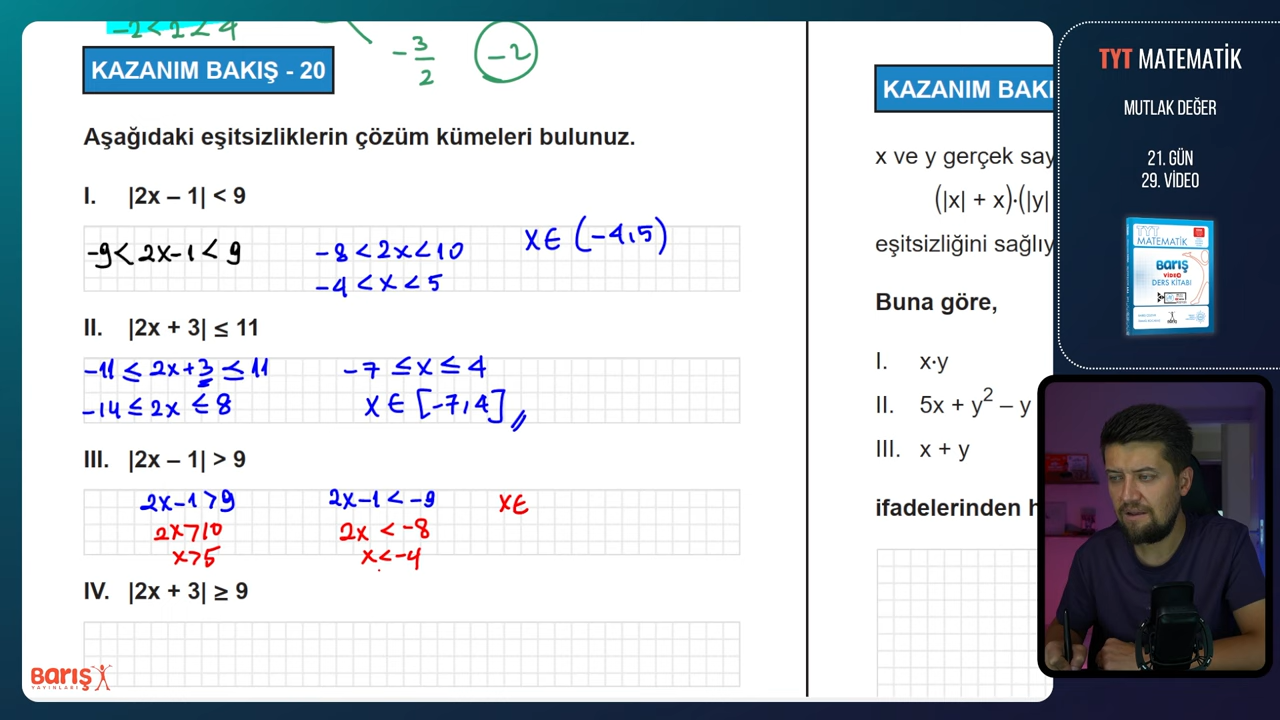 -2 < 2 < 4
- 3/2
-2
KAZANIM BAKIŞ - 20
Aşağıdaki eşitsizliklerin çözüm kümeleri bulunuz.
I. |2x – 1| < 9
-9 < 2x-1 < 9
-8 < 2x < 10
-4 < x < 5
x ∈ (-4,5)
II. |2x + 3| ≤ 11
-11 ≤ 2x+3 ≤ 11
-14 ≤ 2x ≤ 8
-7 ≤ x ≤ 4
x ∈ [-7,4]
III. |2x – 1| > 9
2x-1 > 9
2x > 10
x > 5
2x-1 < -9
2x < -8
x < -4
x ∈
IV. |2x + 3| ≥ 9
BARIŞ
YAYINLARI
KAZANIM BAKI
x ve y gerçek say
(|x| + x)·(|y|
eşitsizliğini sağlıy
Buna göre,
I. x·y
II. 5x + y² – y
III. x + y
ifadelerinden h
TYT MATEMATİK
MUTLAK DEĞER
21. GÜN
29. VİDEO
TYT
MATEMATİK
BARIŞ
VİDEO
DERS KİTABI